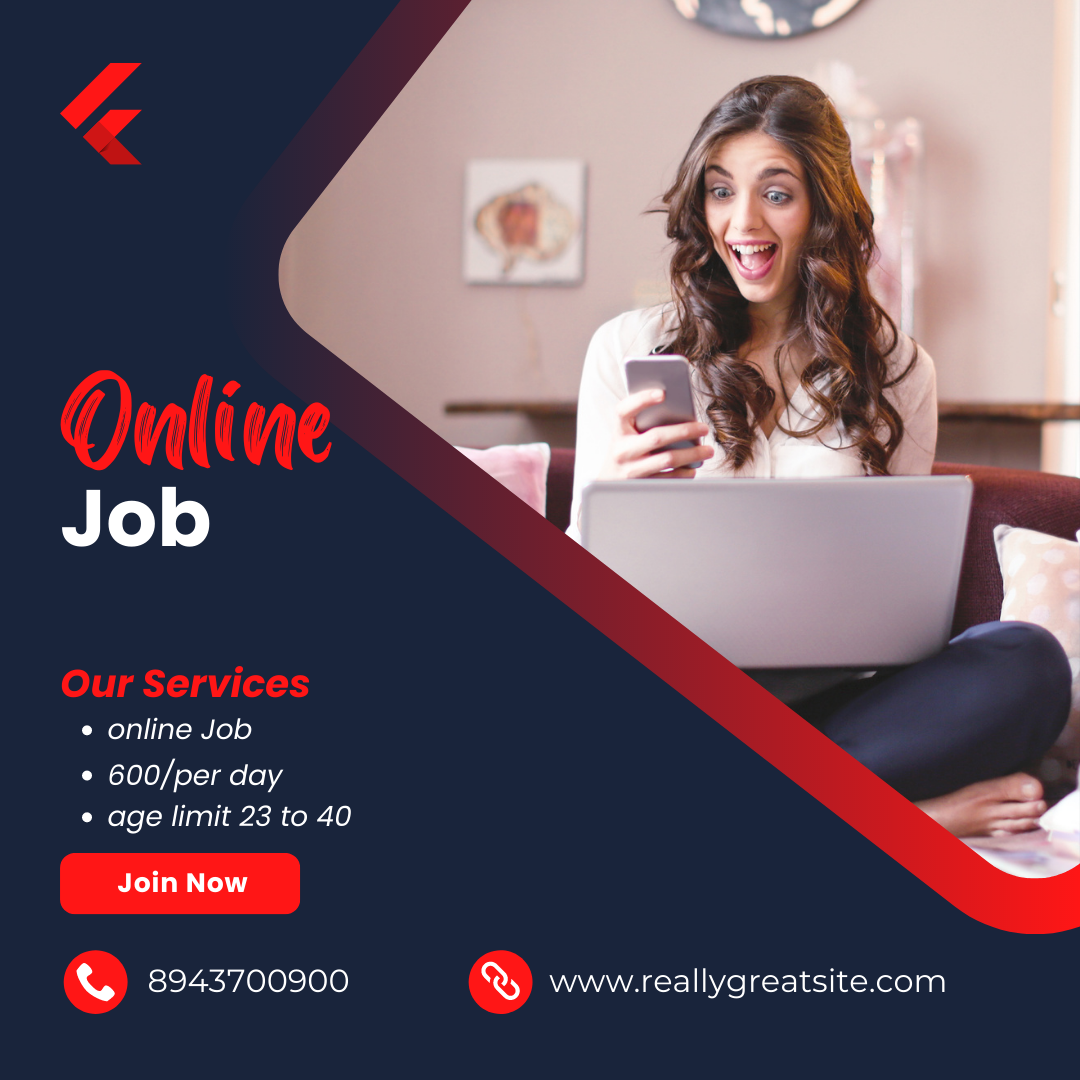 Online
Job
Our Services
online Job
600/per day
age limit 23 to 40
Join Now
8943700900
www.reallygreatsite.com